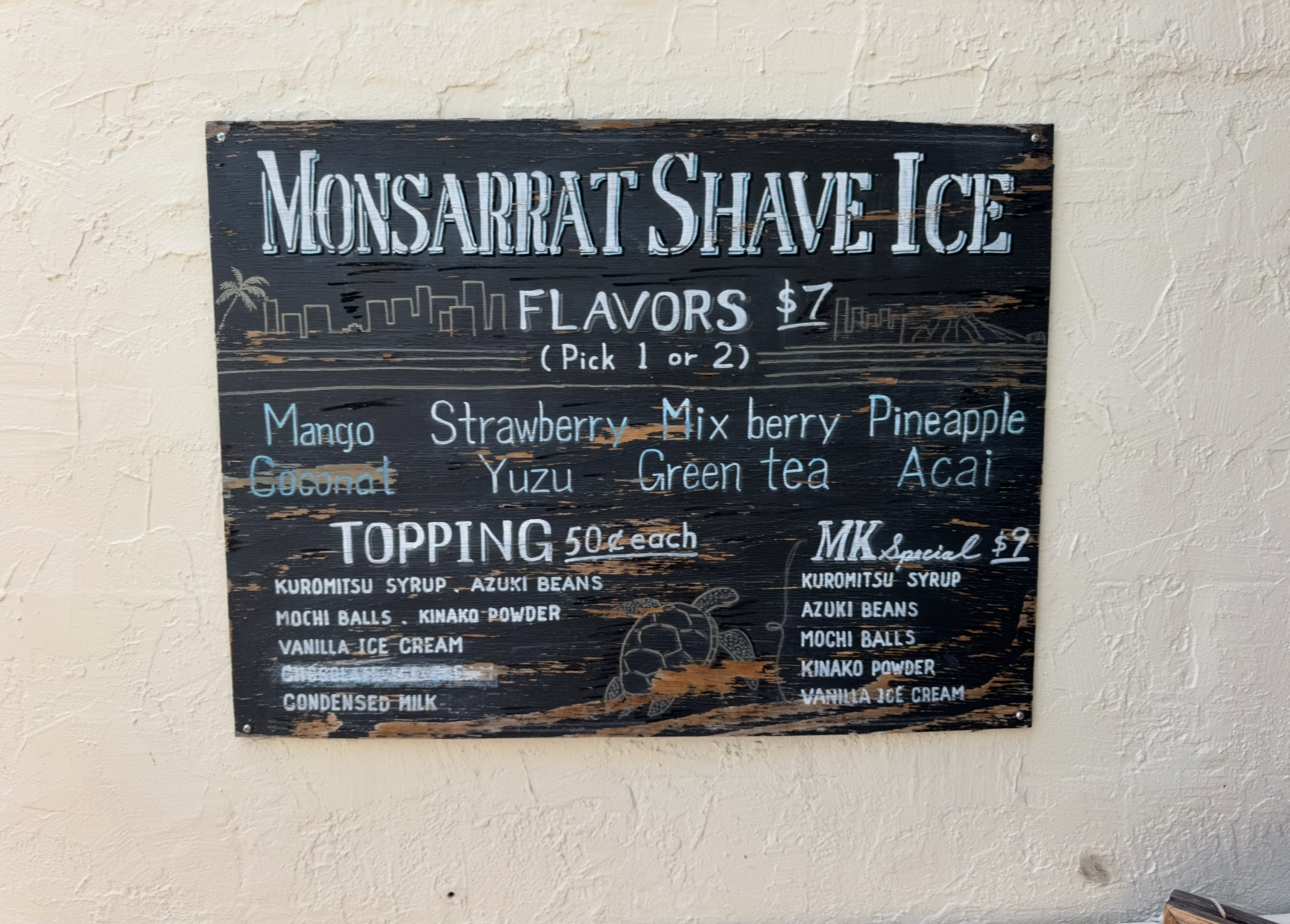 MONSARRAT SHAVE ICE
FLAVORS $7
(Pick 1 or 2)
Mango Strawberry Mix berry Pineapple
Coconat Yuzu Green tea Acai
TOPPING 50¢ each
KUROMITSU SYRUP . AZUKI BEANS
MOCHI BALLS . KINAKO POWDER
VANILLA ICE CREAM
CONDENSED MILK
MK Special $9
KUROMITSU SYRUP
AZUKI BEANS
MOCHI BALLS
KINAKO POWDER
VANILLA ICE CREAM